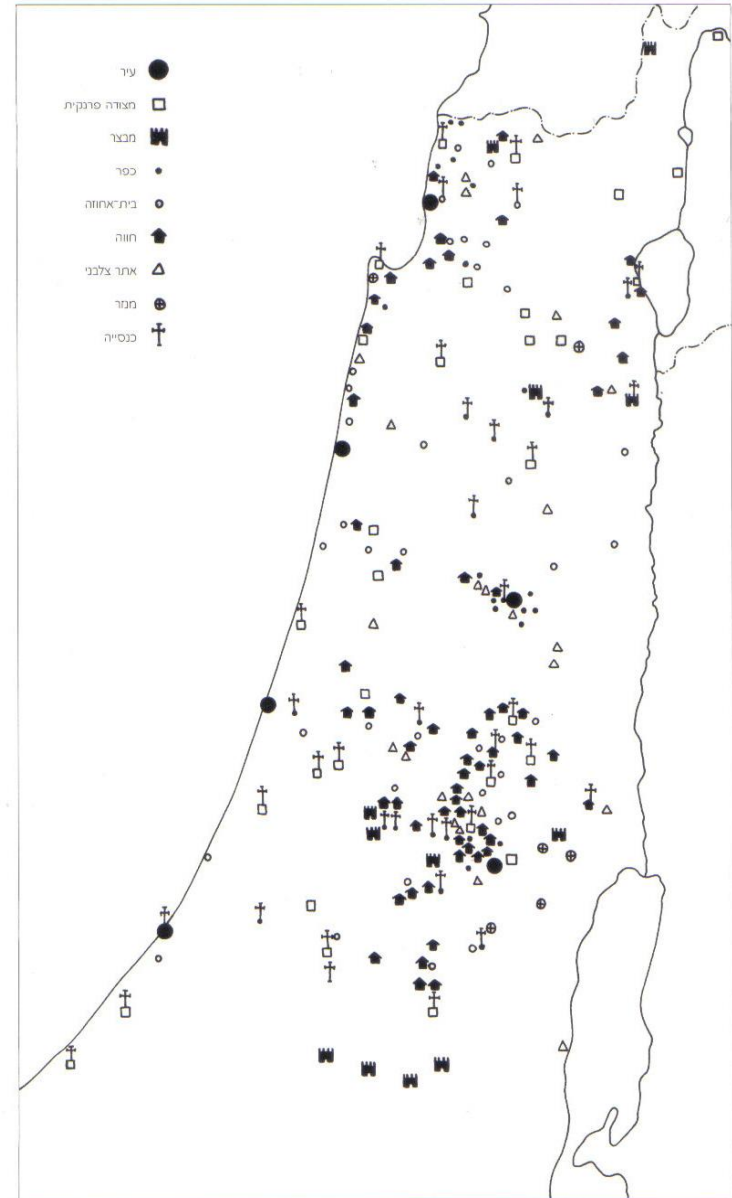 עיר
מצודה פרנקית
מבצר
כפר
בית־אחוזה
חווה
אתר צלבני
מנזר
כנסייה